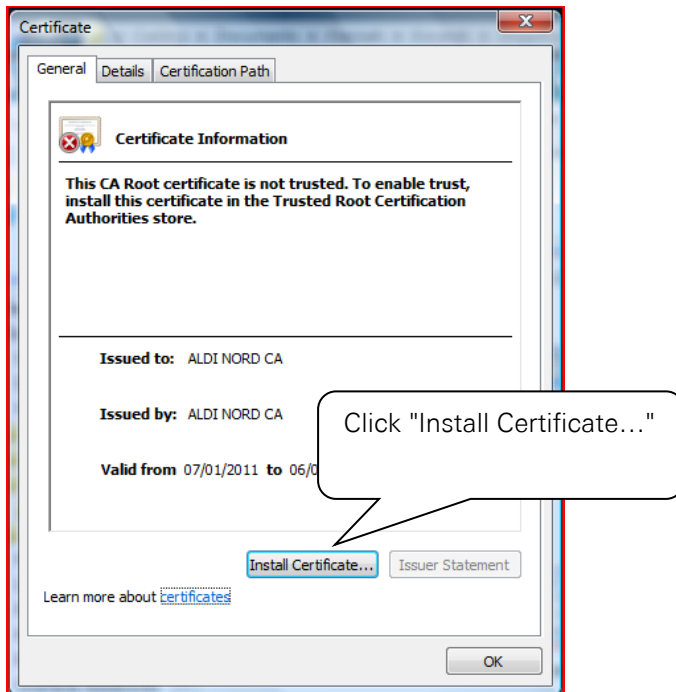 Certificate
General Details Certification Path
Certificate Information
This CA Root certificate is not trusted. To enable trust,
install this certificate in the Trusted Root Certification
Authorities store.
Issued to: ALDI NORD CA
Issued by: ALDI NORD CA
Click "Install Certificate…"
Valid from 07/01/2011 to
Install Certificate... Issuer Statement
Learn more about certificates
OK